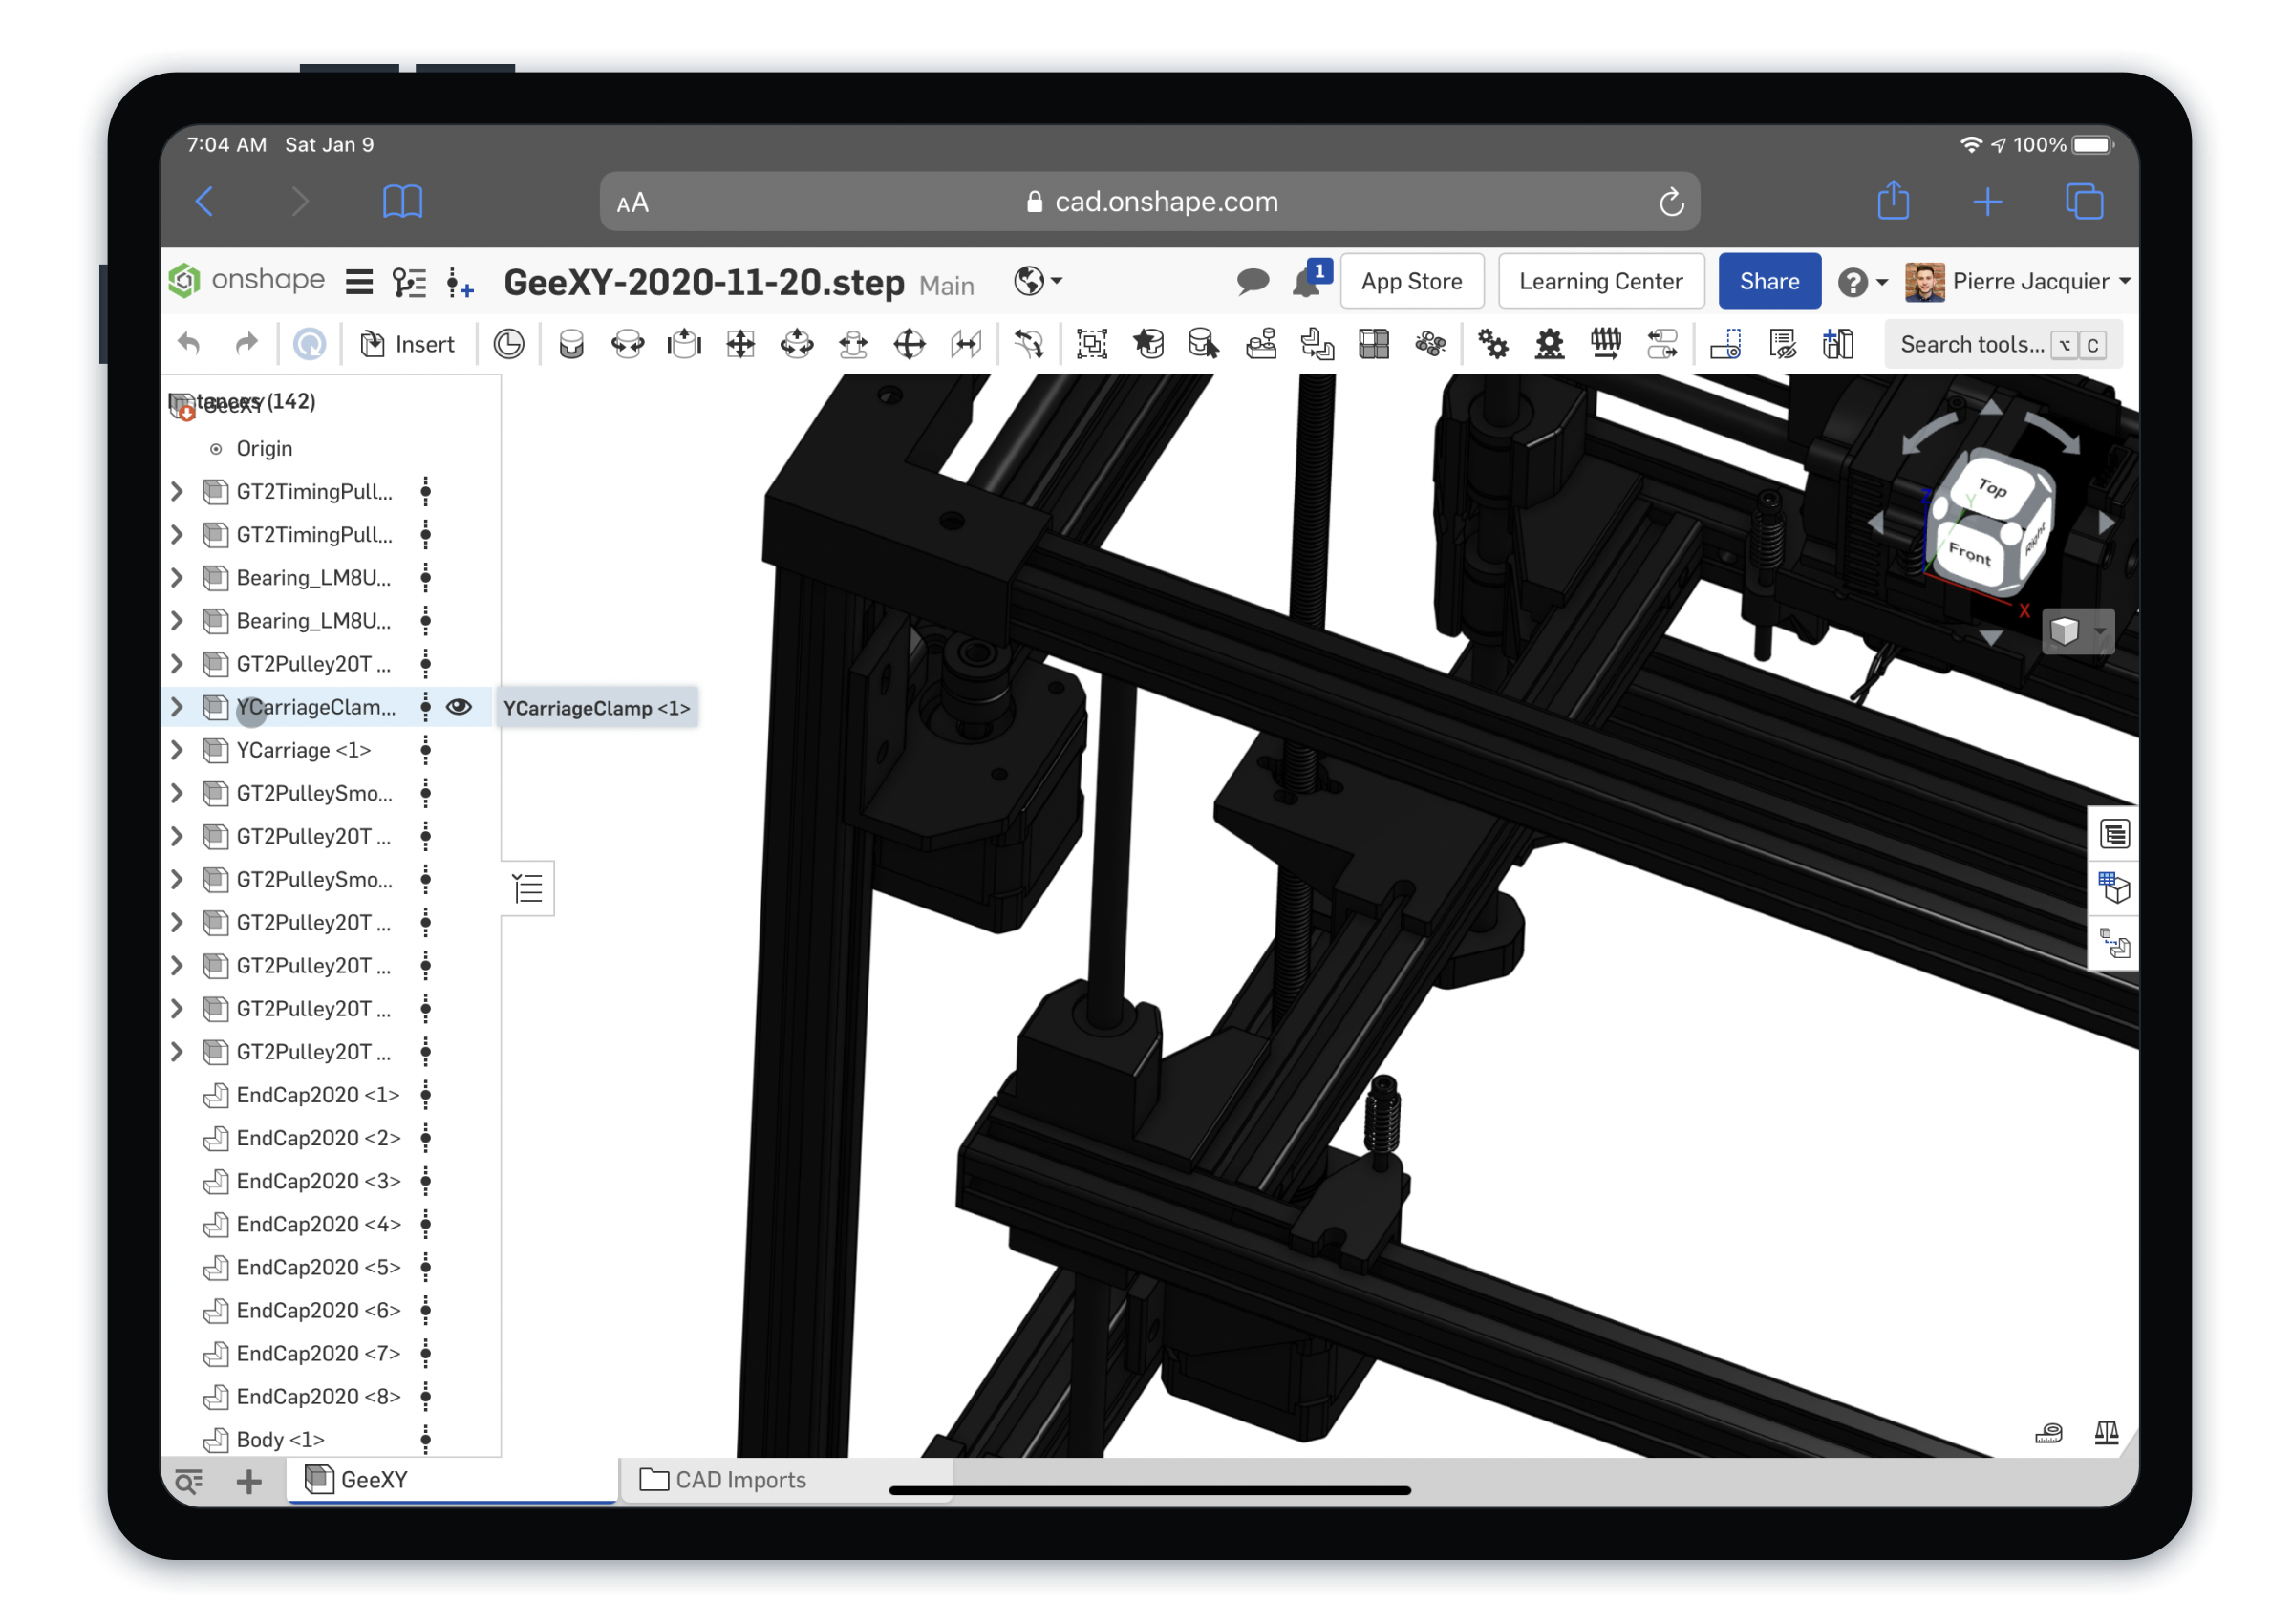 7:04 AM Sat Jan 9
100%
AA
cad.onshape.com
onshape
GeeXY-2020-11-20.step Main
1
App Store
Learning Center
Share
?
Pierre Jacquier
Insert
Search tools... ⌥ C
(142)
GeeXY
Origin
GT2TimingPull...
GT2TimingPull...
Bearing_LM8U...
Bearing_LM8U...
GT2Pulley20T ...
YCarriageClam...
YCarriageClamp <1>
YCarriage <1>
GT2PulleySmo...
GT2Pulley20T ...
GT2PulleySmo...
GT2Pulley20T ...
GT2Pulley20T ...
GT2Pulley20T ...
GT2Pulley20T ...
EndCap2020 <1>
EndCap2020 <2>
EndCap2020 <3>
EndCap2020 <4>
EndCap2020 <5>
EndCap2020 <6>
EndCap2020 <7>
EndCap2020 <8>
Body <1>
Top
Front
Right
Z
Y
X
GeeXY
CAD Imports